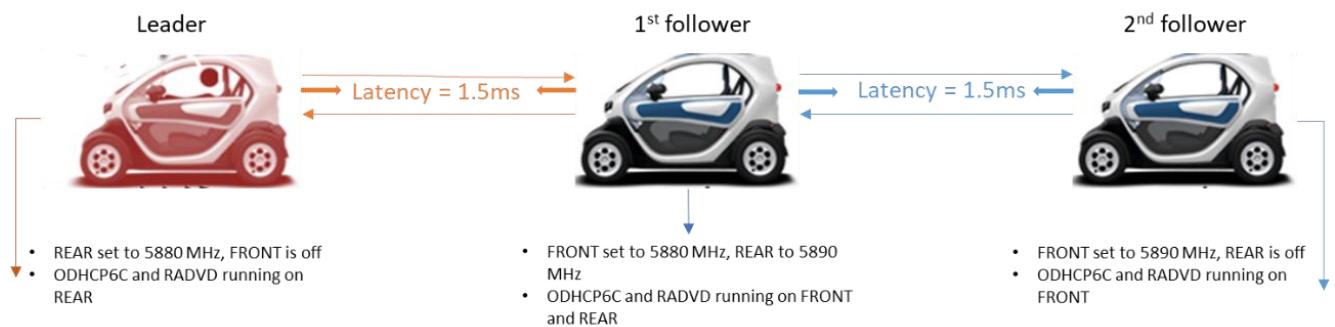 Leader
1st follower
2nd follower
Latency = 1.5ms
Latency = 1.5ms
• REAR set to 5880 MHz, FRONT is off
• ODHCP6C and RADVD running on
REAR
• FRONT set to 5880 MHz, REAR to 5890
MHz
• ODHCP6C and RADVD running on FRONT
and REAR
• FRONT set to 5890 MHz, REAR is off
• ODHCP6C and RADVD running on
FRONT